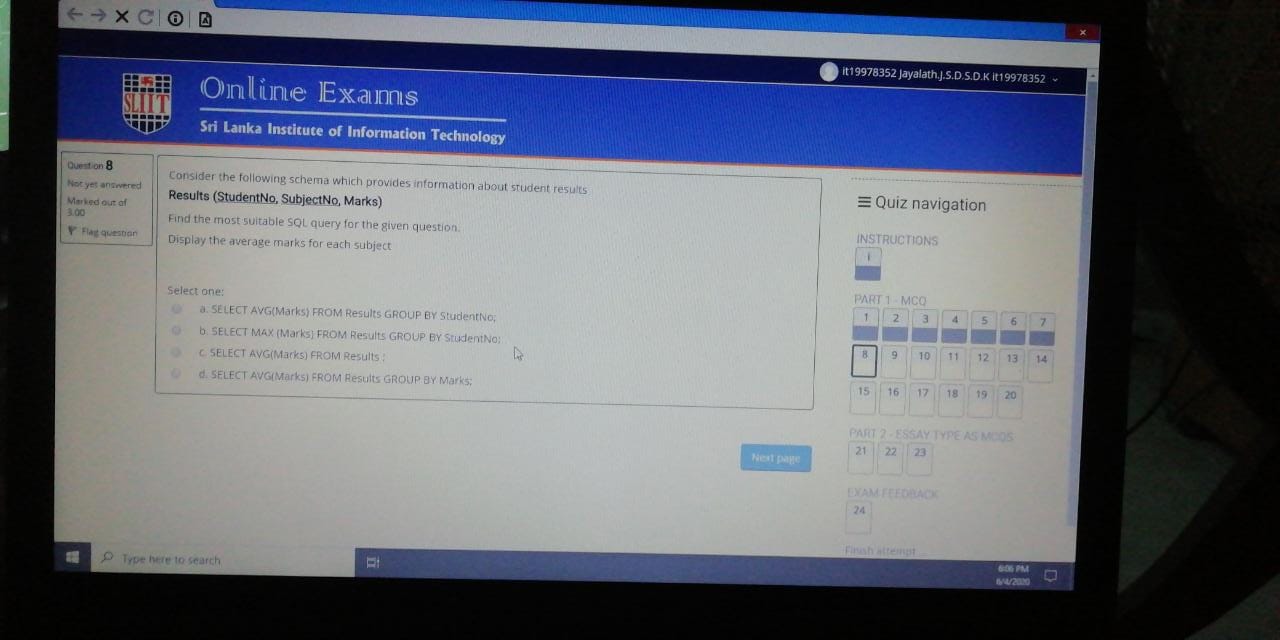 it19978352 Jayalath.J.S.D.S.D.K it19978352
SLIIT
Online Exams
Sri Lanka Institute of Information Technology
Question 8
Not yet answered
Marked out of
3.00
Flag question
Consider the following schema which provides information about student results
Results (StudentNo, SubjectNo, Marks)
Find the most suitable SQL query for the given question.
Display the average marks for each subject
Select one:
a. SELECT AVG(Marks) FROM Results GROUP BY StudentNo;
b. SELECT MAX (Marks) FROM Results GROUP BY StudentNo;
c. SELECT AVG(Marks) FROM Results ;
d. SELECT AVG(Marks) FROM Results GROUP BY Marks;
Next page
Quiz navigation
INSTRUCTIONS
i
PART 1 - MCQ
1 2 3 4 5 6 7
8 9 10 11 12 13 14
15 16 17 18 19 20
PART 2 - ESSAY TYPE AS MCQS
21 22 23
EXAM FEEDBACK
24
Finish attempt ...
Type here to search
6:06 PM
6/4/2020